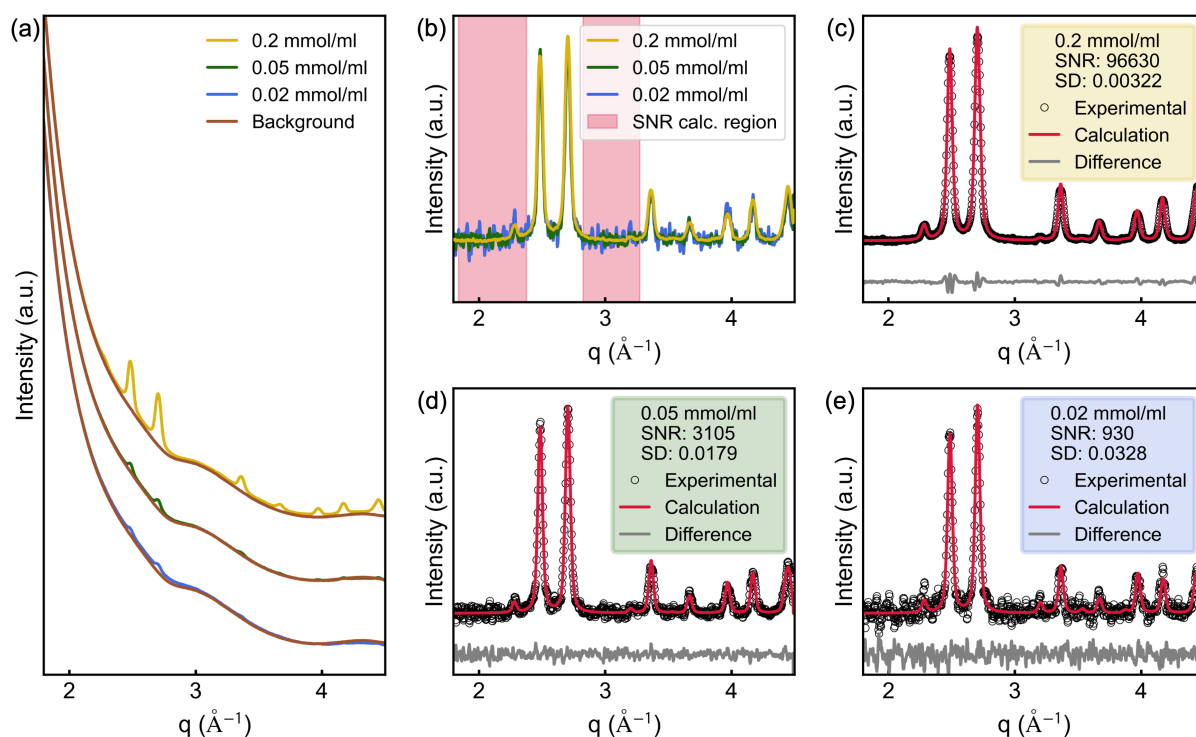 (a)
0.2 mmol/ml
0.05 mmol/ml
0.02 mmol/ml
Background
Intensity (a.u.)
2
3
4
q (Å⁻¹)
(b)
0.2 mmol/ml
0.05 mmol/ml
0.02 mmol/ml
SNR calc. region
Intensity (a.u.)
2
3
4
q (Å⁻¹)
(c)
0.2 mmol/ml
SNR: 96630
SD: 0.00322
Experimental
Calculation
Difference
Intensity (a.u.)
2
3
4
q (Å⁻¹)
(d)
0.05 mmol/ml
SNR: 3105
SD: 0.0179
Experimental
Calculation
Difference
Intensity (a.u.)
2
3
4
q (Å⁻¹)
(e)
0.02 mmol/ml
SNR: 930
SD: 0.0328
Experimental
Calculation
Difference
Intensity (a.u.)
2
3
4
q (Å⁻¹)